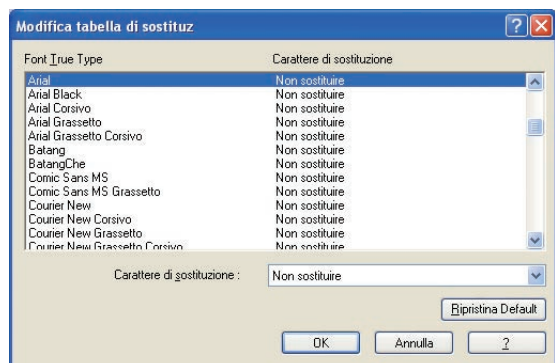 Modifica tabella di sostituz
Font True Type Carattere di sostituzione
Arial Non sostituire
Arial Black Non sostituire
Arial Corsivo Non sostituire
Arial Grassetto Non sostituire
Arial Grassetto Corsivo Non sostituire
Batang Non sostituire
BatangChe Non sostituire
Comic Sans MS Non sostituire
Comic Sans MS Grassetto Non sostituire
Courier New Non sostituire
Courier New Corsivo Non sostituire
Courier New Grassetto Non sostituire
Courier New Grassetto Corsivo Non sostituire
Carattere di sostituzione : Non sostituire
Ripristina Default
OK Annulla ?